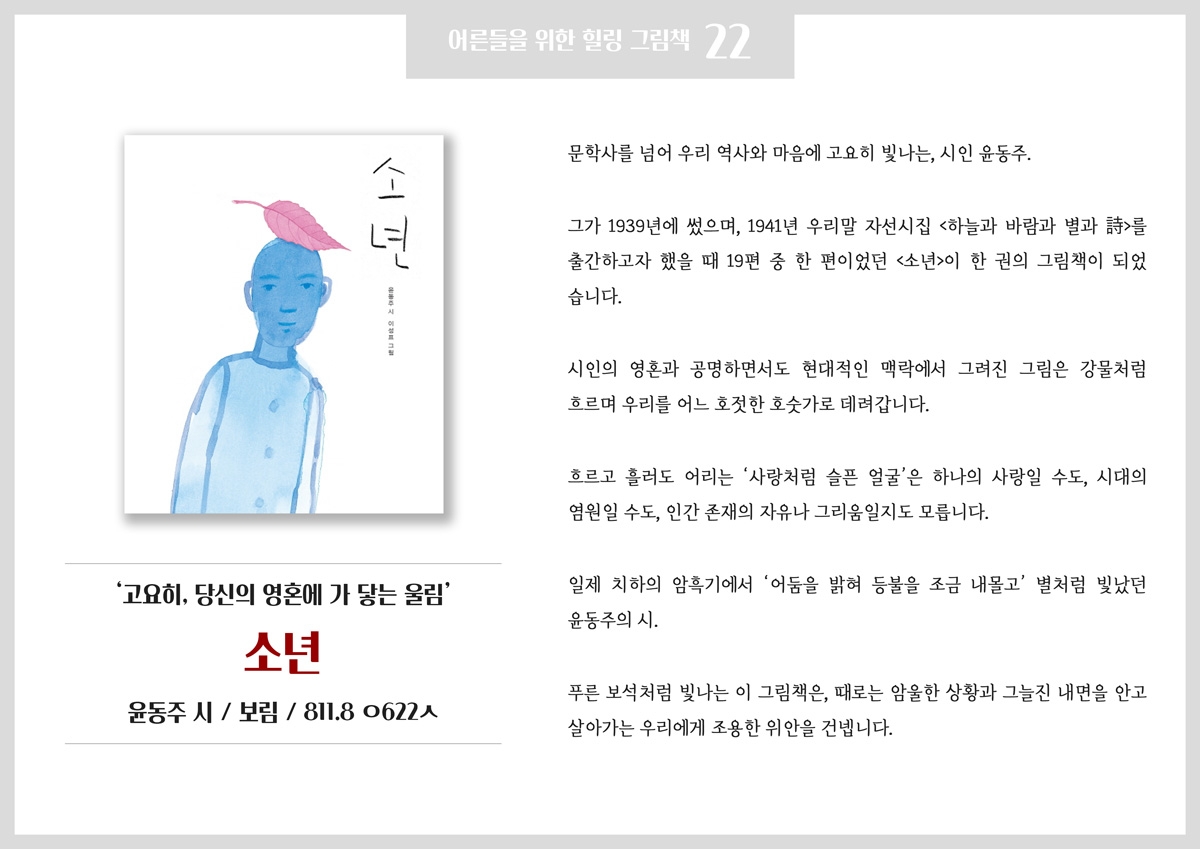 어른들을 위한 힐링 그림책 22
소년
윤동주 시 이성표 그림
‘고요히, 당신의 영혼에 가 닿는 울림’
소년
윤동주 시 / 보림 / 811.8 ㅇ622ㅅ
문학사를 넘어 우리 역사와 마음에 고요히 빛나는, 시인 윤동주.
그가 1939년에 썼으며, 1941년 우리말 자선시집 <하늘과 바람과 별과 詩>를
출간하고자 했을 때 19편 중 한 편이었던 <소년>이 한 권의 그림책이 되었
습니다.
시인의 영혼과 공명하면서도 현대적인 맥락에서 그려진 그림은 강물처럼
흐르며 우리를 어느 호젓한 호숫가로 데려갑니다.
흐르고 흘러도 어리는 ‘사랑처럼 슬픈 얼굴’은 하나의 사랑일 수도, 시대의
염원일 수도, 인간 존재의 자유나 그리움일지도 모릅니다.
일제 치하의 암흑기에서 ‘어둠을 밝혀 등불을 조금 내몰고’ 별처럼 빛났던
윤동주의 시.
푸른 보석처럼 빛나는 이 그림책은, 때로는 암울한 상황과 그늘진 내면을 안고
살아가는 우리에게 조용한 위안을 건넵니다.